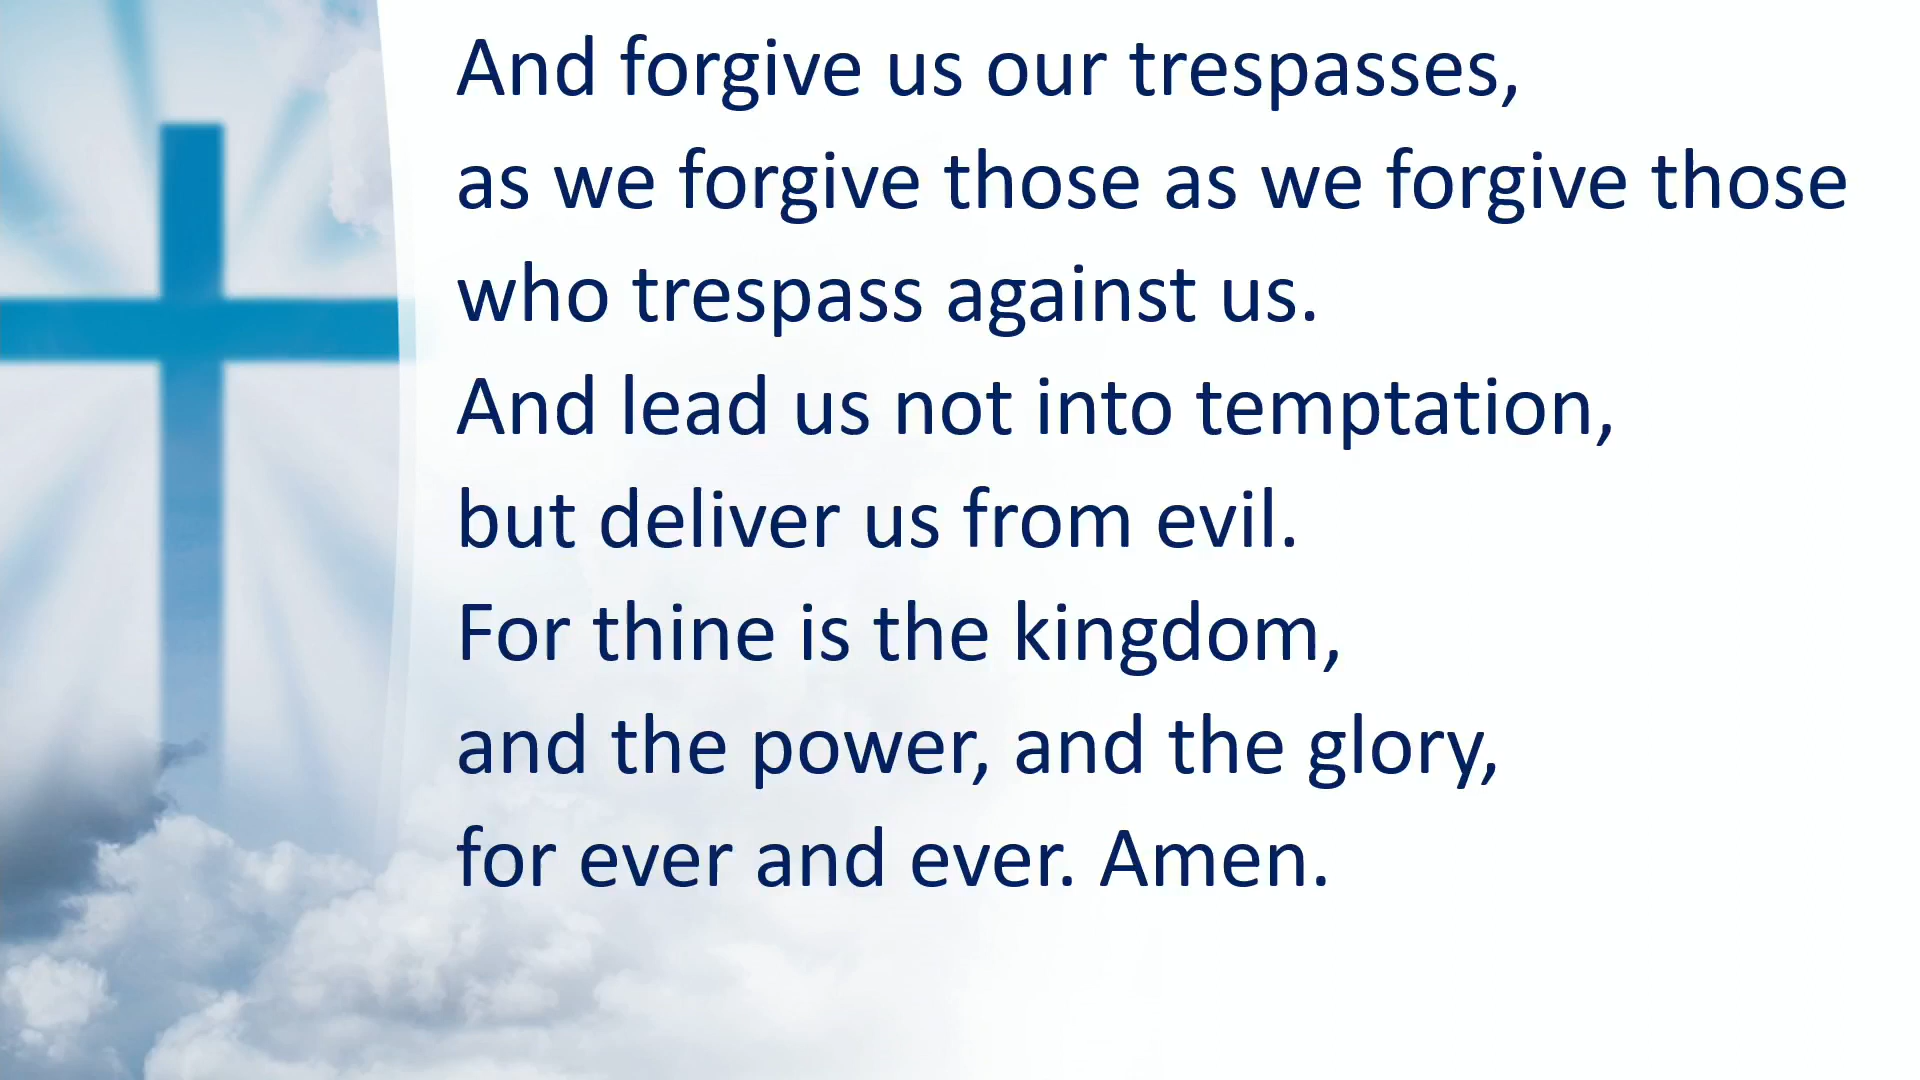 And forgive us our trespasses,
as we forgive those as we forgive those
who trespass against us.
And lead us not into temptation,
but deliver us from evil.
For thine is the kingdom,
and the power, and the glory,
for ever and ever. Amen.